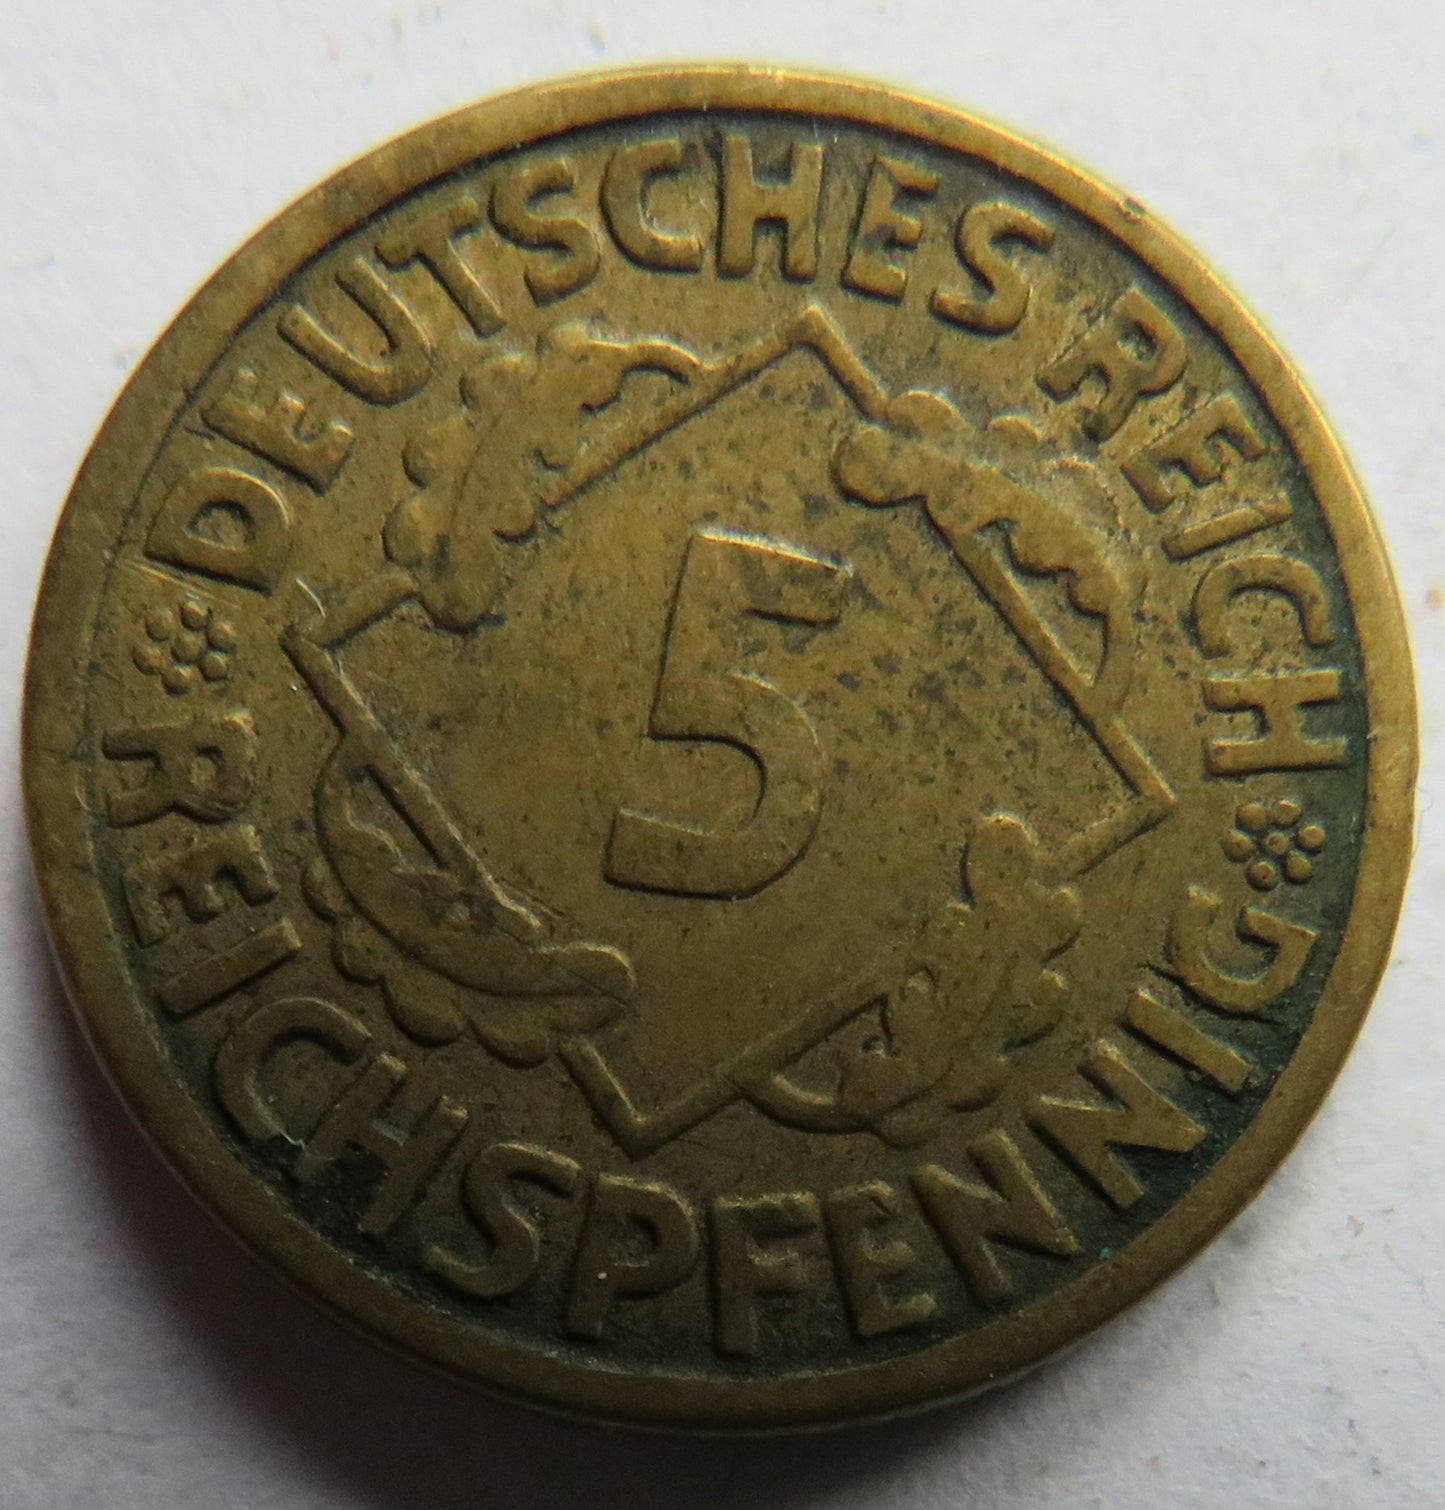 DEUTSCHES REICH
REICHSPFENNIG
5